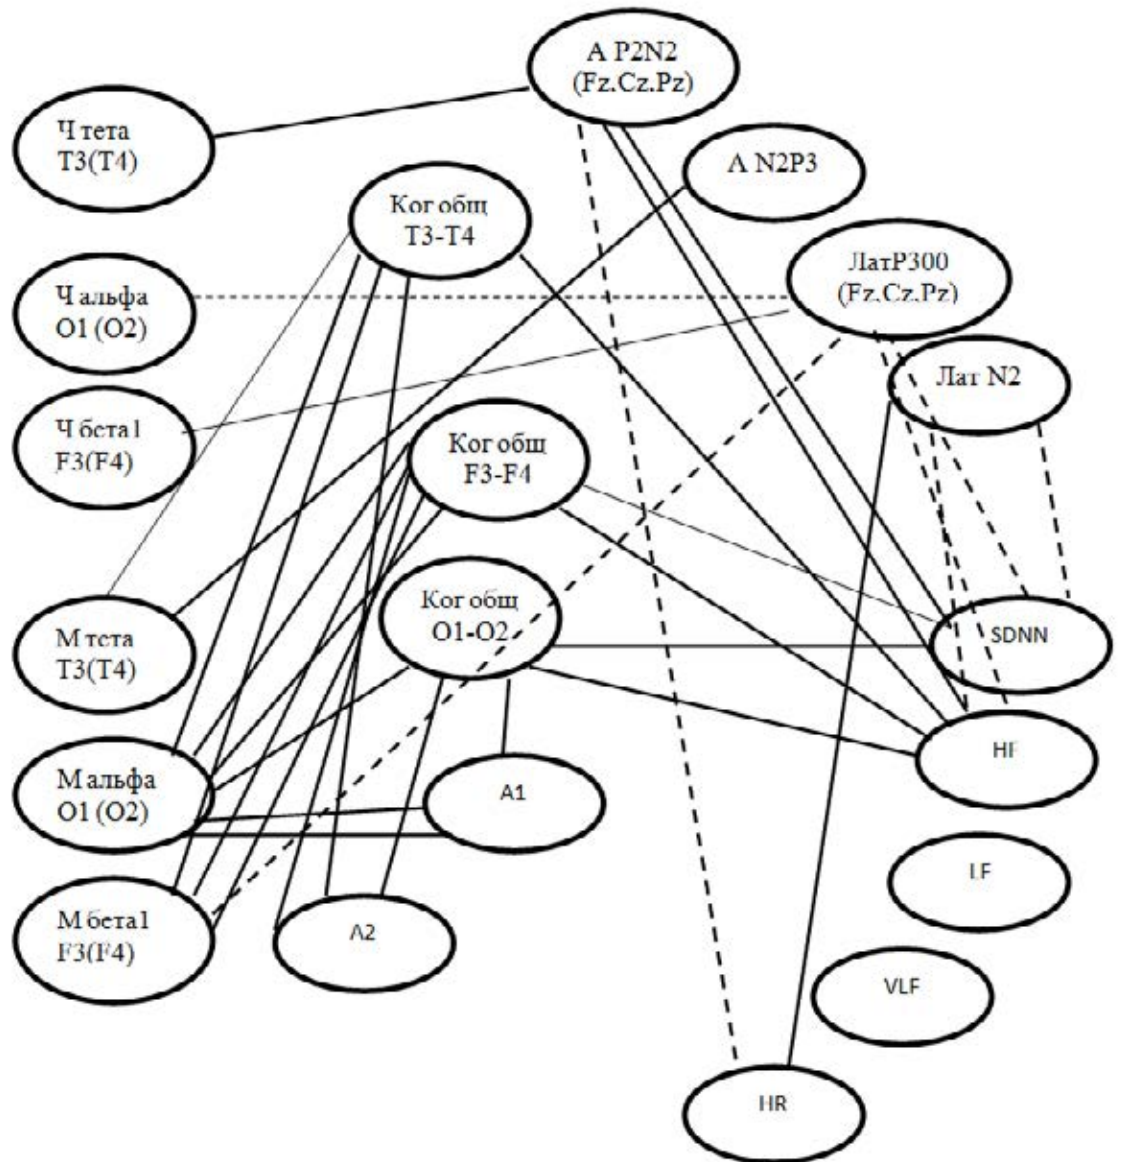 А P2N2
(Fz.Cz.Pz)
Ч тета
T3(T4)
А N2P3
Ког общ
T3-T4
ЛатP300
(Fz.Cz.Pz)
Ч альфа
O1 (O2)
Лат N2
Ч бета1
F3(F4)
Ког общ
F3-F4
Ког общ
O1-O2
М тета
T3(T4)
SDNN
HF
М альфа
O1 (O2)
A1
LF
М бета1
F3(F4)
A2
VLF
HR